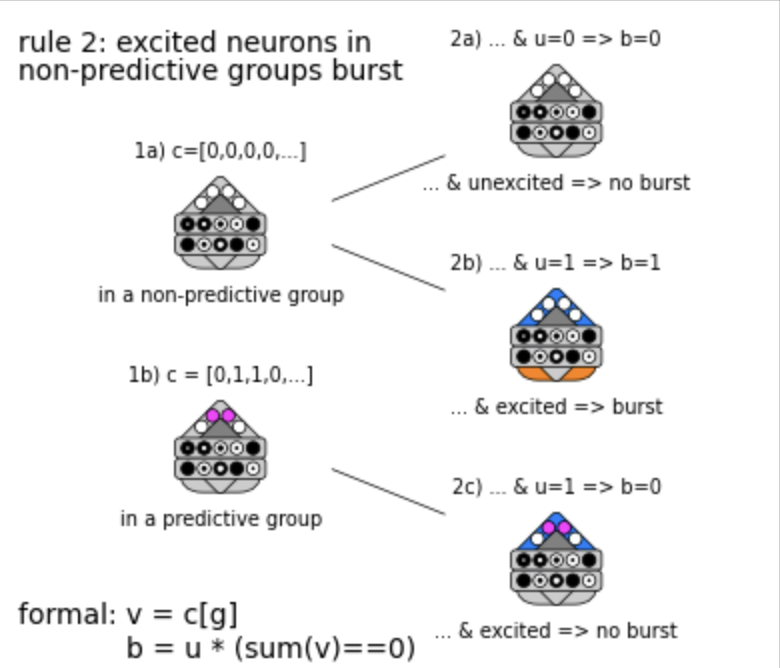 rule 2: excited neurons in
non-predictive groups burst
1a) c=[0,0,0,0,...]
in a non-predictive group
1b) c = [0,1,1,0,...]
in a predictive group
2a) ... & u=0 => b=0
... & unexcited => no burst
2b) ... & u=1 => b=1
... & excited => burst
2c) ... & u=1 => b=0
... & excited => no burst
formal: v = c[g]
b = u * (sum(v)==0)